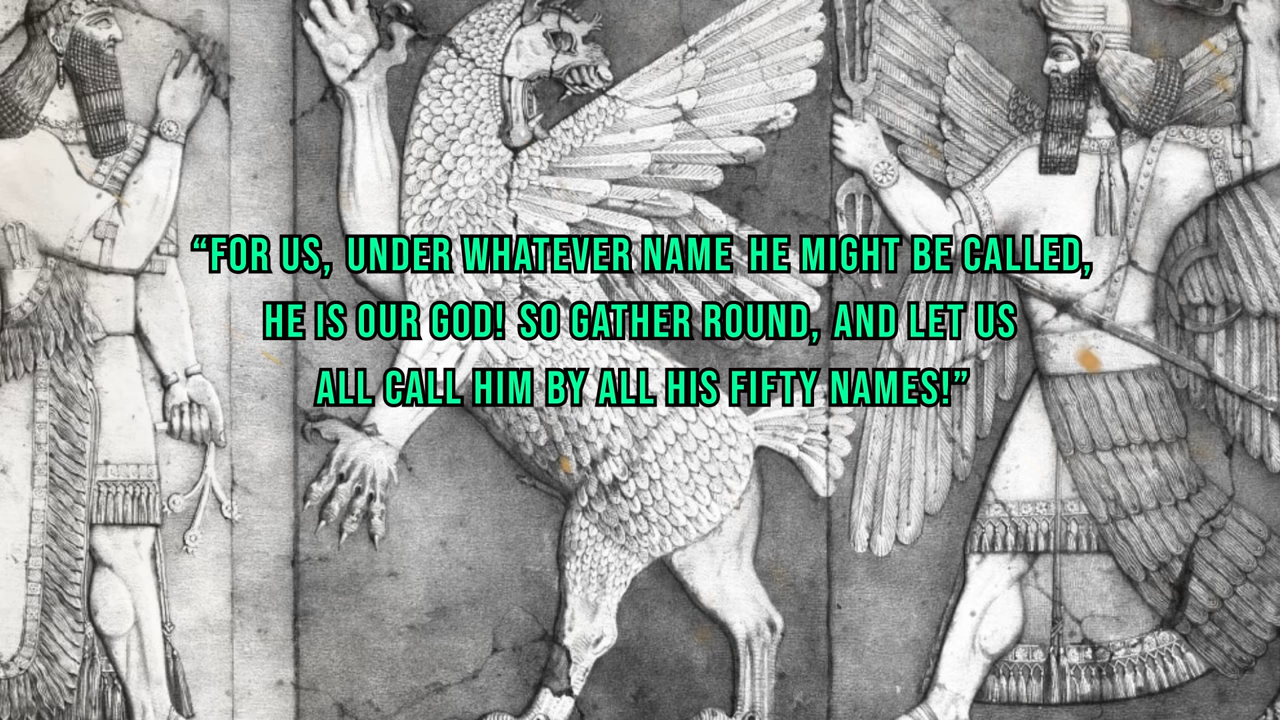 “FOR US, UNDER WHATEVER NAME HE MIGHT BE CALLED,
HE IS OUR GOD! SO GATHER ROUND, AND LET US
ALL CALL HIM BY ALL HIS FIFTY NAMES!”